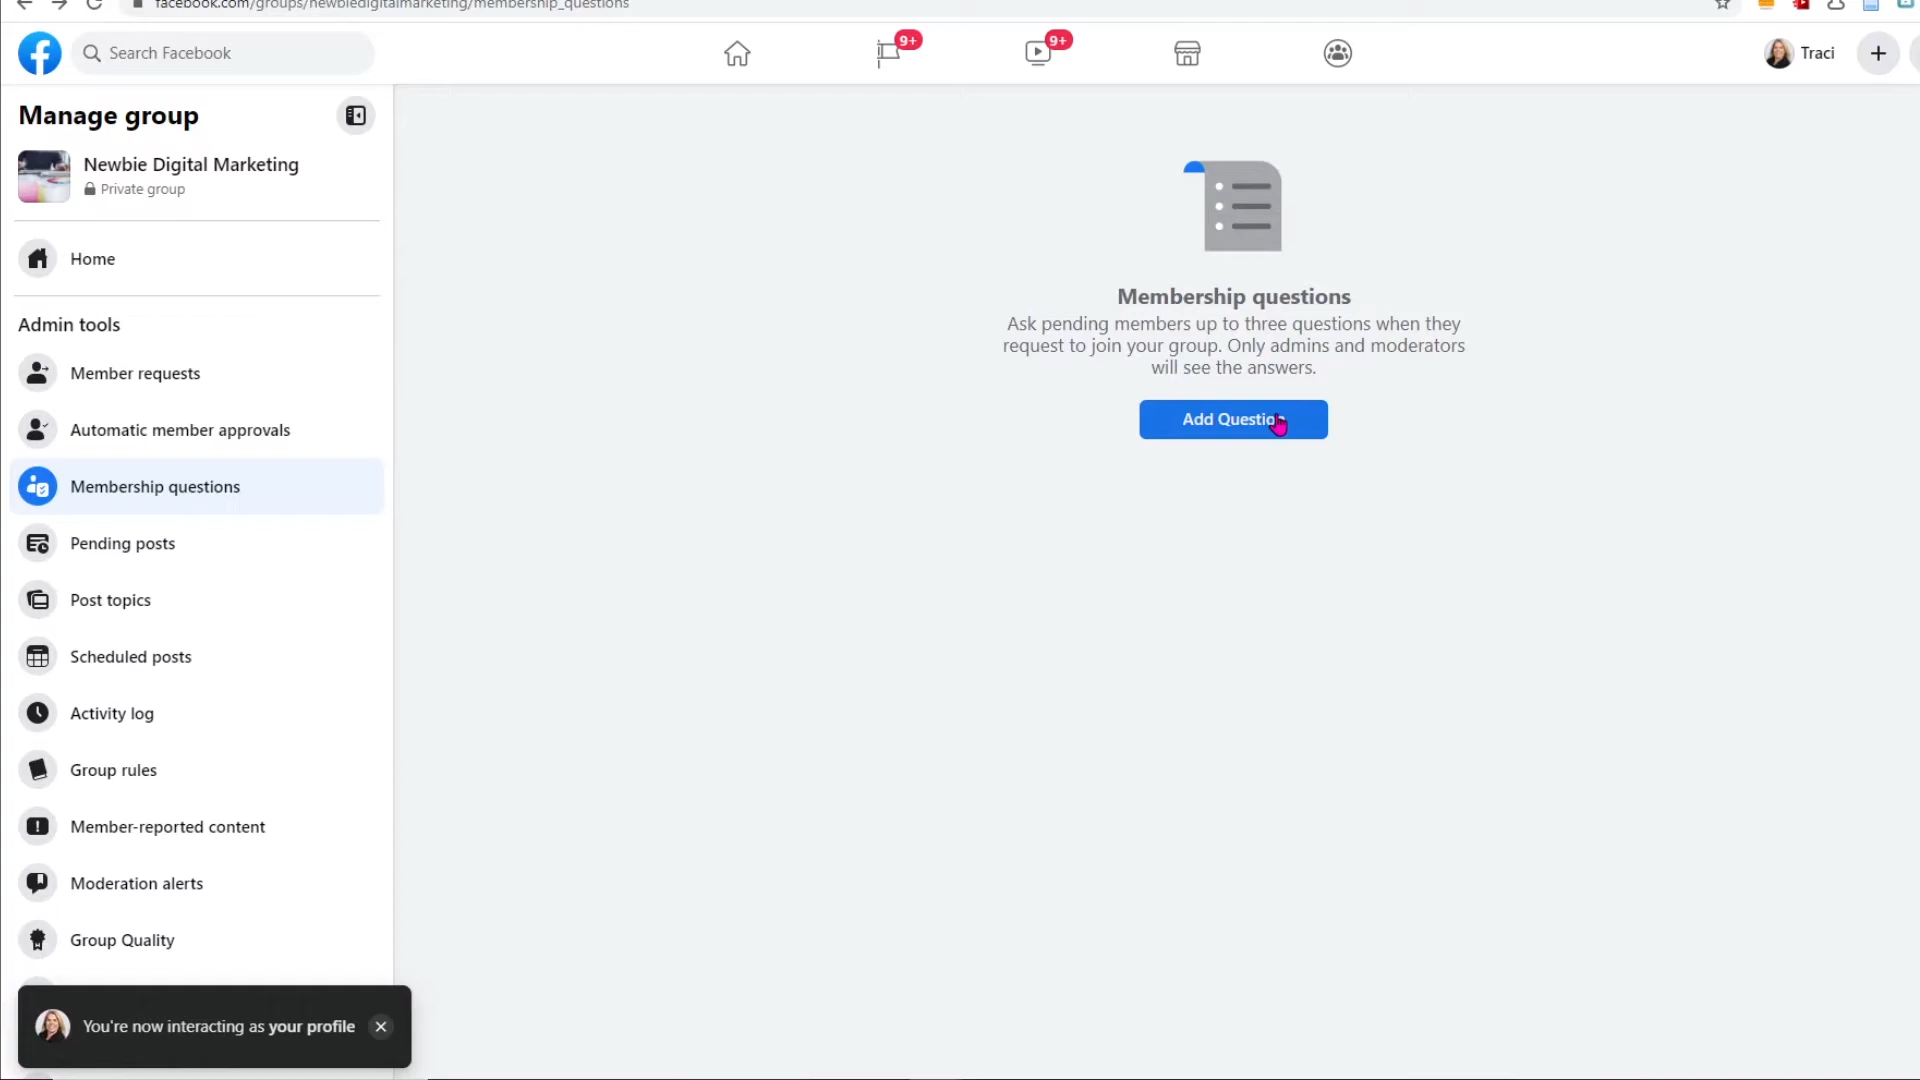 facebook.com/groups/newbiedigitalmarketing/membership_questions
Search Facebook
9+
9+
Traci
Manage group
Newbie Digital Marketing
Private group
Home
Admin tools
Member requests
Automatic member approvals
Membership questions
Pending posts
Post topics
Scheduled posts
Activity log
Group rules
Member-reported content
Moderation alerts
Group Quality
You're now interacting as your profile
Membership questions
Ask pending members up to three questions when they
request to join your group. Only admins and moderators
will see the answers.
Add Question